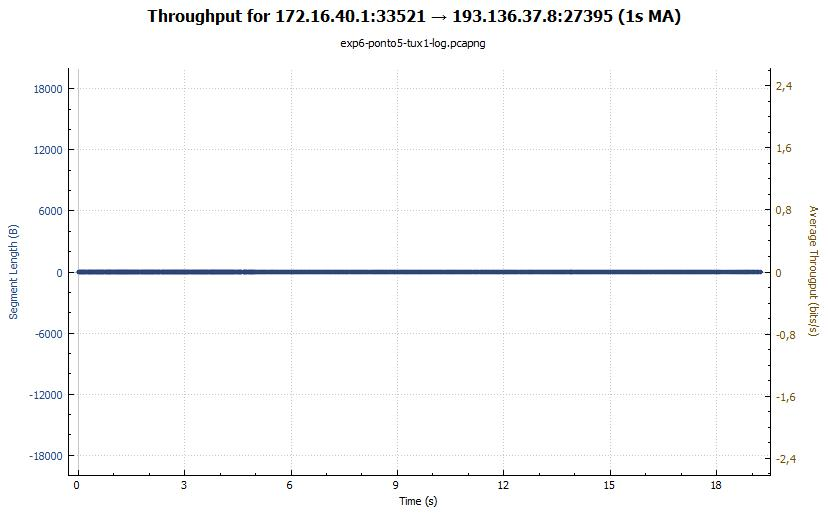 Throughput for 172.16.40.1:33521 → 193.136.37.8:27395 (1s MA)
exp6-ponto5-tux1-log.pcapng
Segment Length (B)
18000
12000
6000
0
-6000
-12000
-18000
2,4
1,6
0,8
0
-0,8
-1,6
-2,4
Average Througput (bits/s)
0 3 6 9 12 15 18
Time (s)